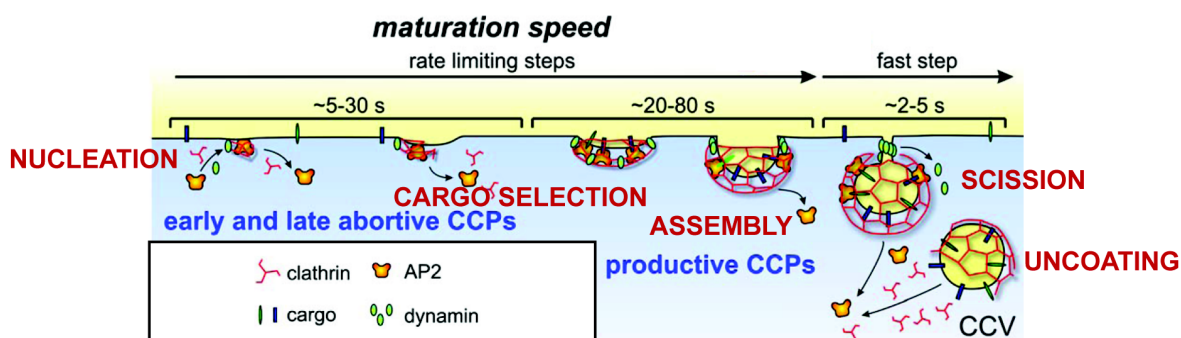 maturation speed
rate limiting steps
fast step
~5-30 s
~20-80 s
~2-5 s
NUCLEATION
CARGO SELECTION
SCISSION
early and late abortive CCPs
ASSEMBLY
productive CCPs
UNCOATING
clathrin
AP2
cargo
dynamin
CCV